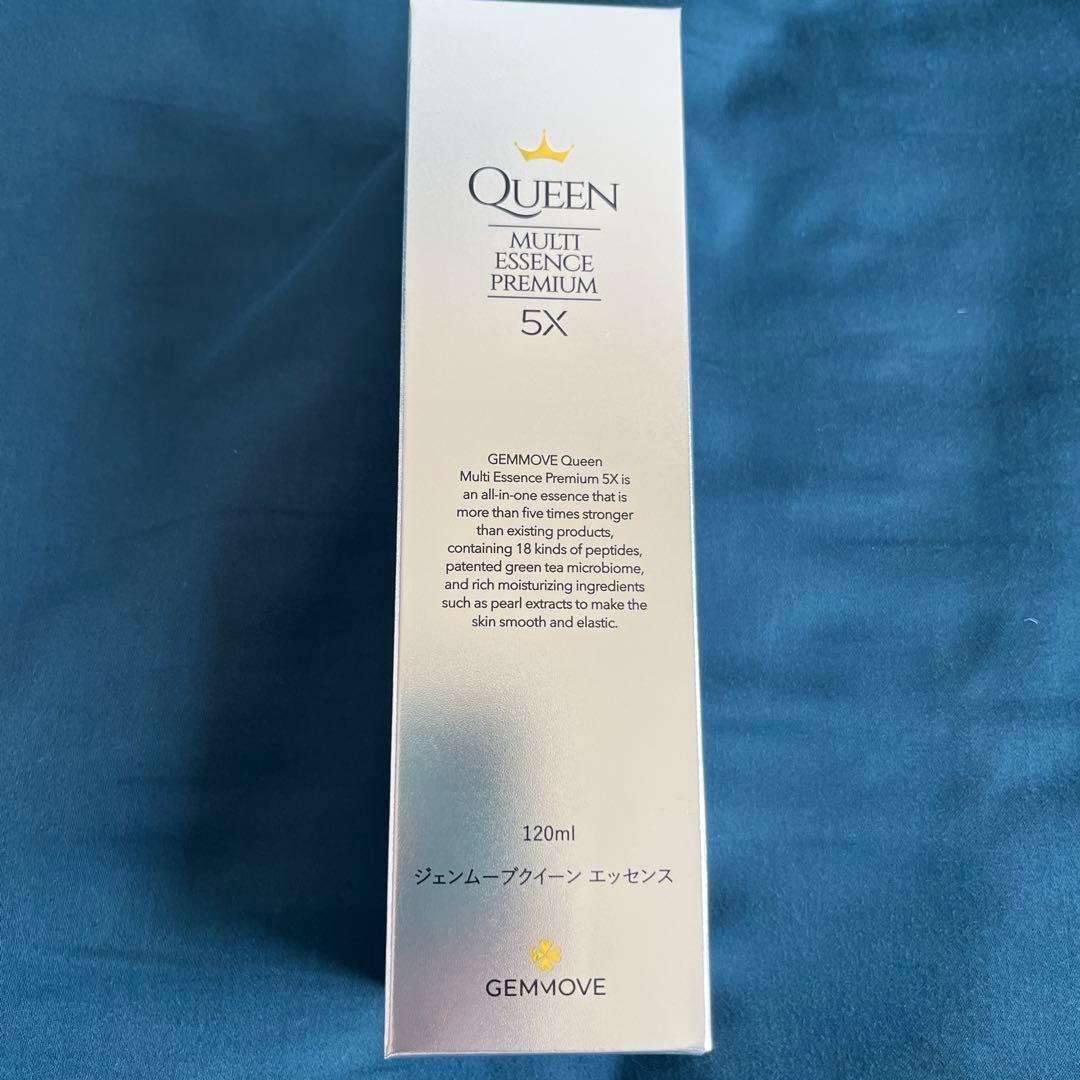 QUEEN
MULTI
ESSENCE
PREMIUM
5X
GEMMOVE Queen
Multi Essence Premium 5X is
an all-in-one essence that is
more than five times stronger
than existing products,
containing 18 kinds of peptides,
patented green tea microbiome,
and rich moisturizing ingredients
such as pearl extracts to make the
skin smooth and elastic.
120ml
ジェンムーブクイーン エッセンス
GEMMOVE